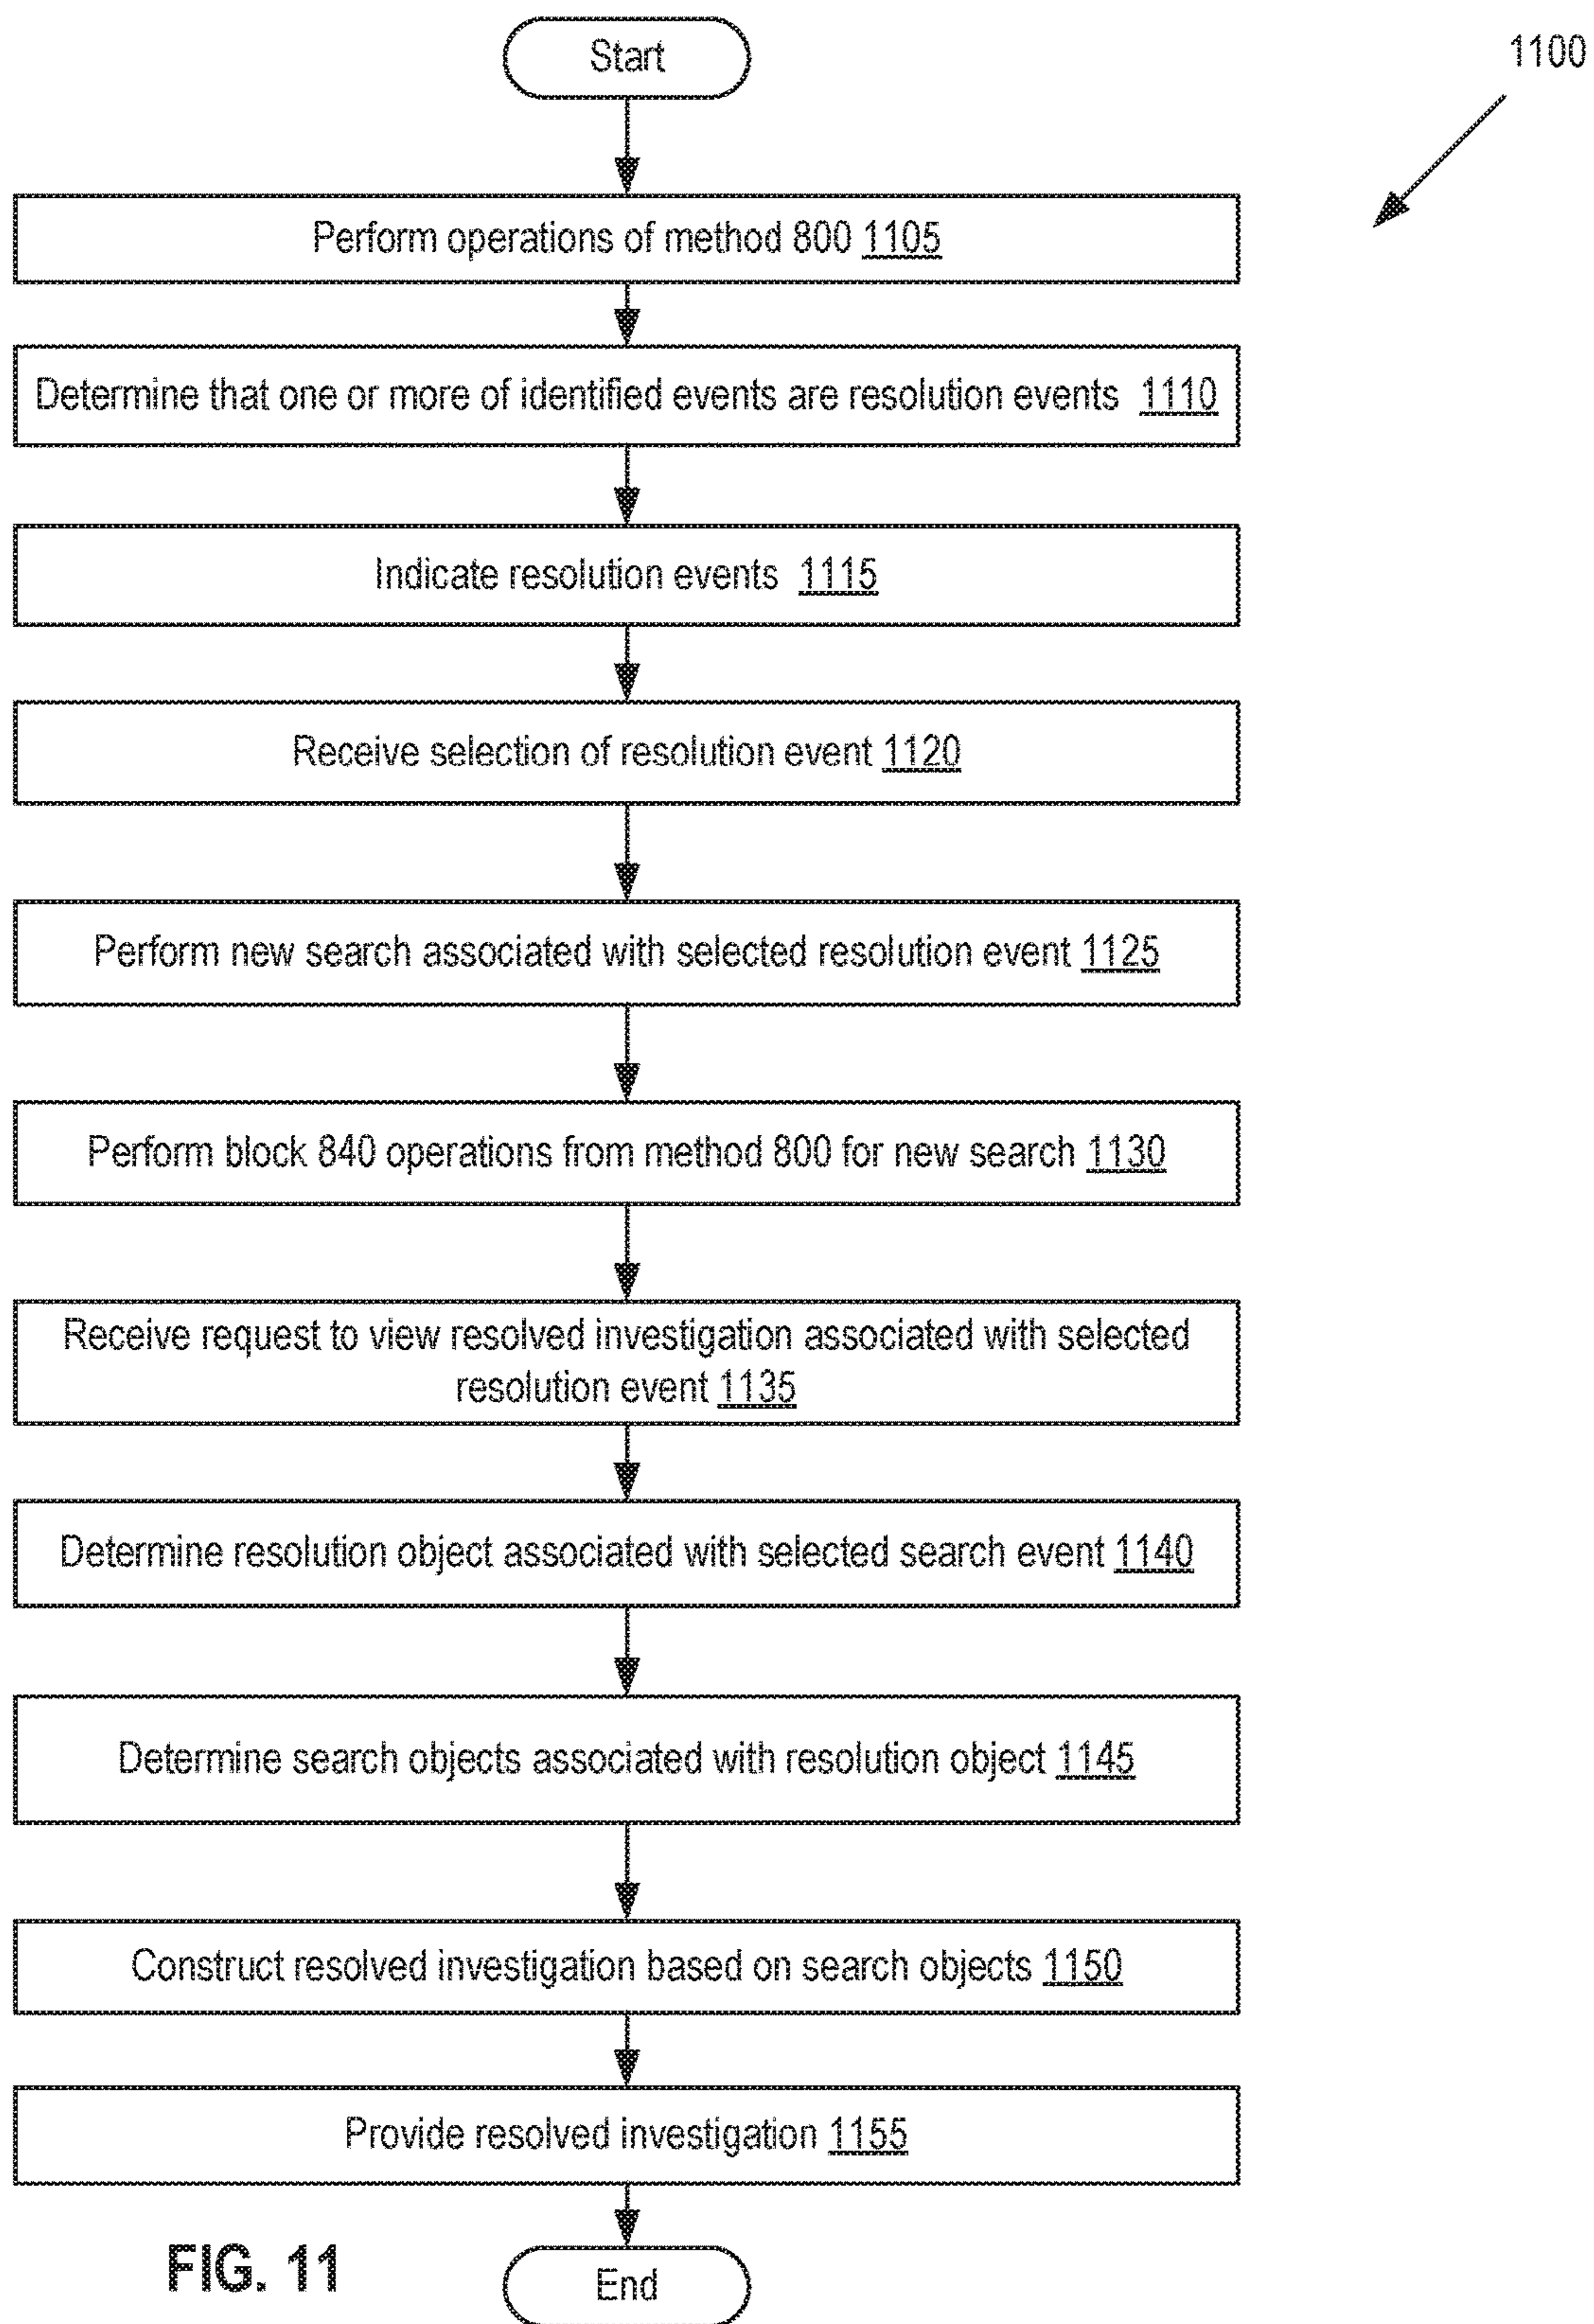 Start
1100
Perform operations of method 800 1105
Determine that one or more of identified events are resolution events 1110
Indicate resolution events 1115
Receive selection of resolution event 1120
Perform new search associated with selected resolution event 1125
Perform block 840 operations from method 800 for new search 1130
Receive request to view resolved investigation associated with selected
resolution event 1135
Determine resolution object associated with selected search event 1140
Determine search objects associated with resolution object 1145
Construct resolved investigation based on search objects 1150
Provide resolved investigation 1155
FIG. 11
End